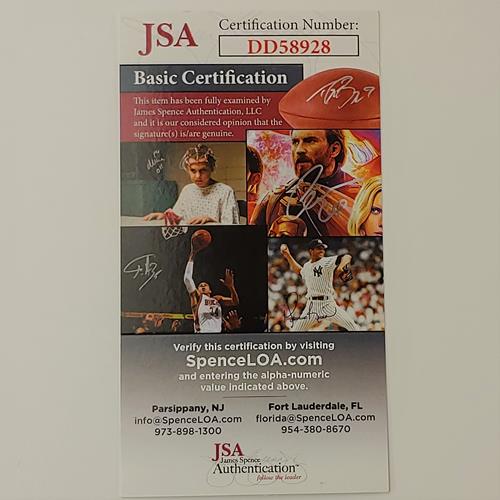 JSA
Certification Number:
DD58928
Basic Certification
This item has been fully examined by
James Spence Authentication, LLC
and it is our considered opinion that the
signature(s) is/are genuine.
Verify this certification by visiting
SpenceLOA.com
and entering the alpha-numeric
value indicated above.
Parsippany, NJ
info@SpenceLOA.com
973-898-1300
Fort Lauderdale, FL
florida@SpenceLOA.com
954-380-8670
JSA
James Spence
Authentication™
follow the leader